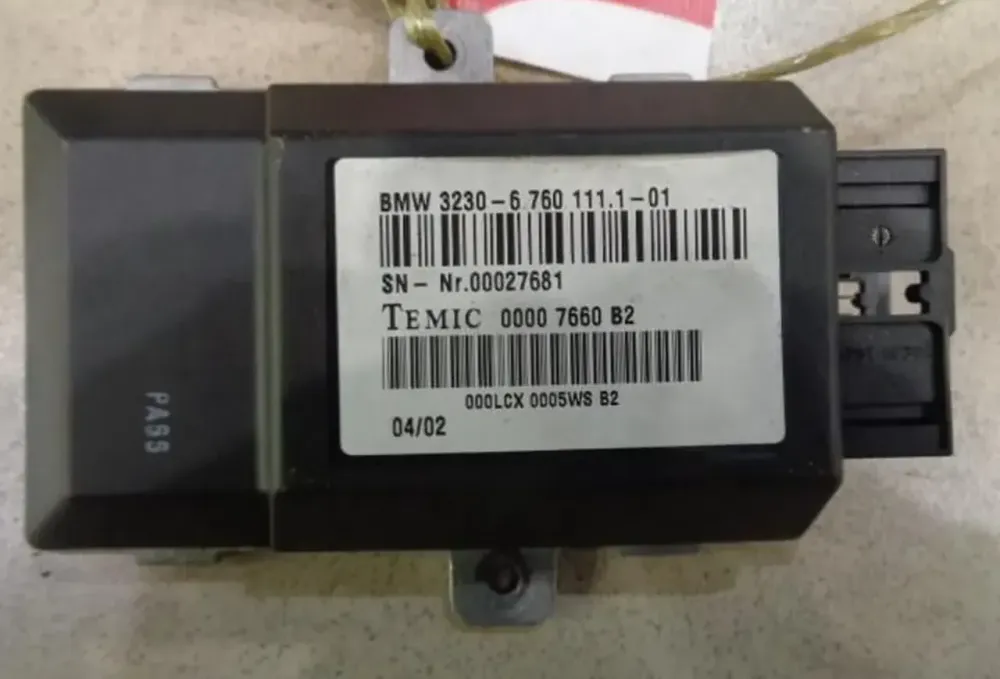 BMW 3230-6 760 111.1-01
SN- Nr.00027681
TEMIC 0000 7660 B2
000LCX 0005WS B2
04/02
PASS